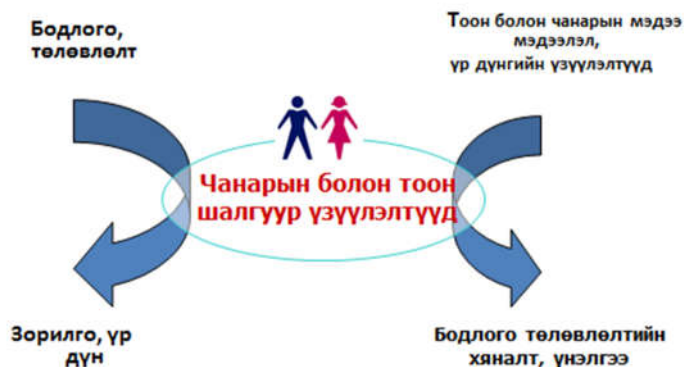 Бодлого,
төлөвлөлт
Тоон болон чанарын мэдээ
мэдээлэл,
үр дүнгийн үзүүлэлтүүд
Чанарын болон тоон
шалгуур үзүүлэлтүүд
Зорилго, үр
дүн
Бодлого төлөвлөлтийн
хяналт, үнэлгээ